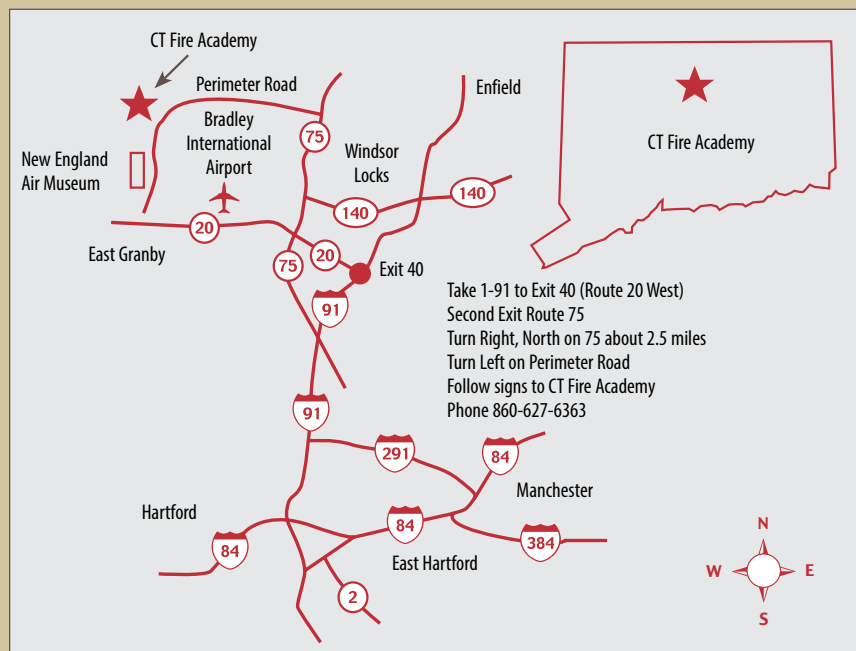 CT Fire Academy
Perimeter Road
Enfield
Bradley
International
Airport
75
Windsor
Locks
New England
Air Museum
140
140
20
East Granby
20
75
Exit 40
91
CT Fire Academy
Take 1-91 to Exit 40 (Route 20 West)
Second Exit Route 75
Turn Right, North on 75 about 2.5 miles
Turn Left on Perimeter Road
Follow signs to CT Fire Academy
Phone 860-627-6363
91
291
84
Manchester
Hartford
84
84
384
East Hartford
2
N
W
E
S